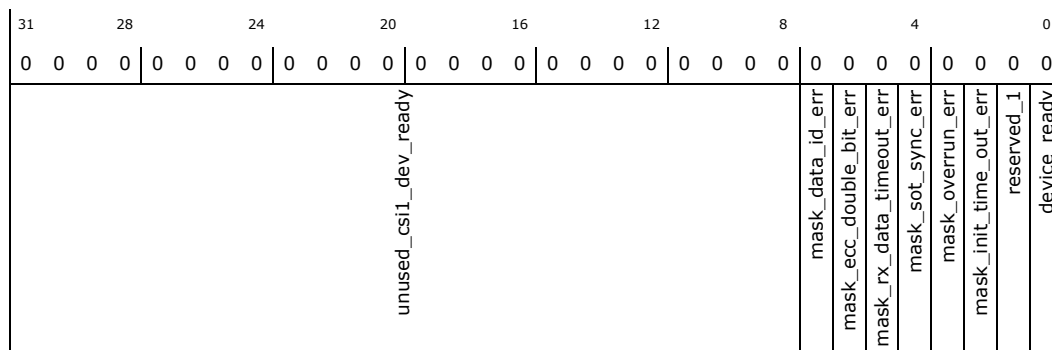 31 28 24 20 16 12 8 4 0
0 0 0 0 0 0 0 0 0 0 0 0 0 0 0 0 0 0 0 0 0 0 0 0 0 0 0 0 0 0 0 0
unused_csi1_dev_ready
mask_data_id_err
mask_ecc_double_bit_err
mask_rx_data_timeout_err
mask_sot_sync_err
mask_overrun_err
mask_init_time_out_err
reserved_1
device_ready